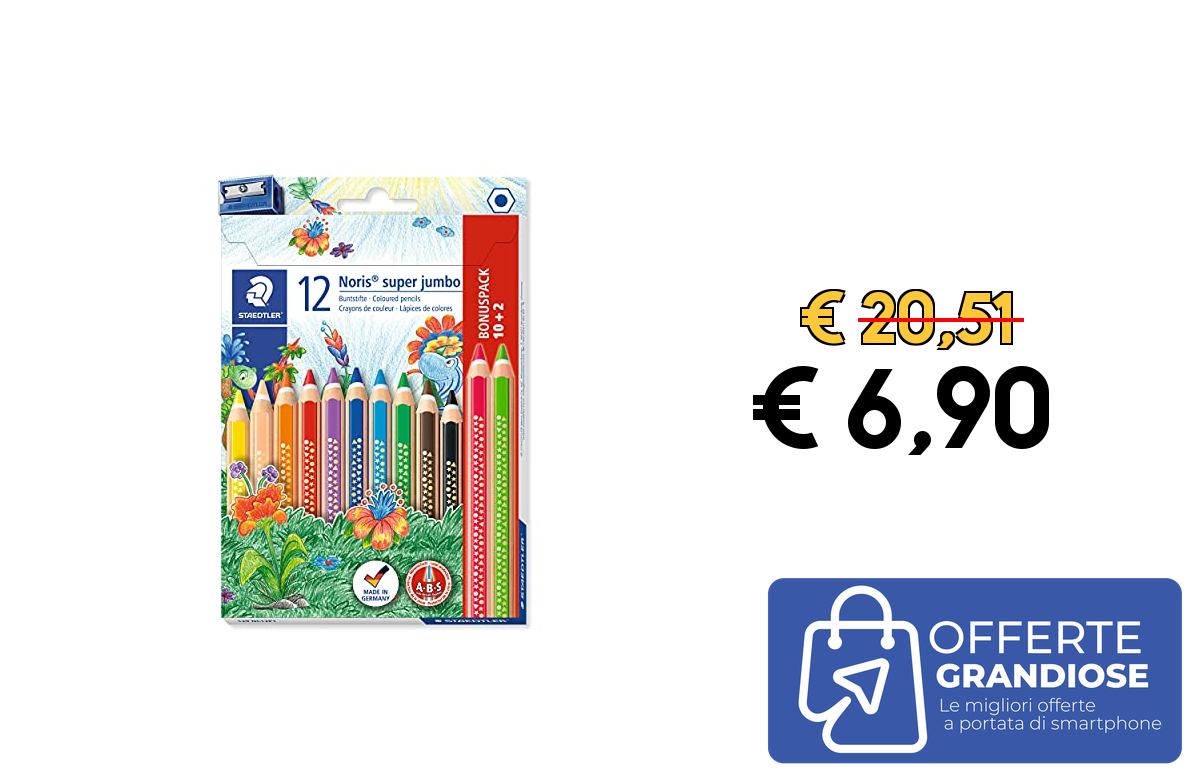 12
Noris® super jumbo
Buntstifte · Coloured pencils
Crayons de couleur · Lápices de colores
STAEDTLER®
BONUSPACK
10 + 2
MADE IN
GERMANY
A·B·S
STAEDTLER
STAEDTLER
€ 20,51
€ 6,90
OFFERTE
GRANDIOSE
Le migliori offerte
a portata di smartphone